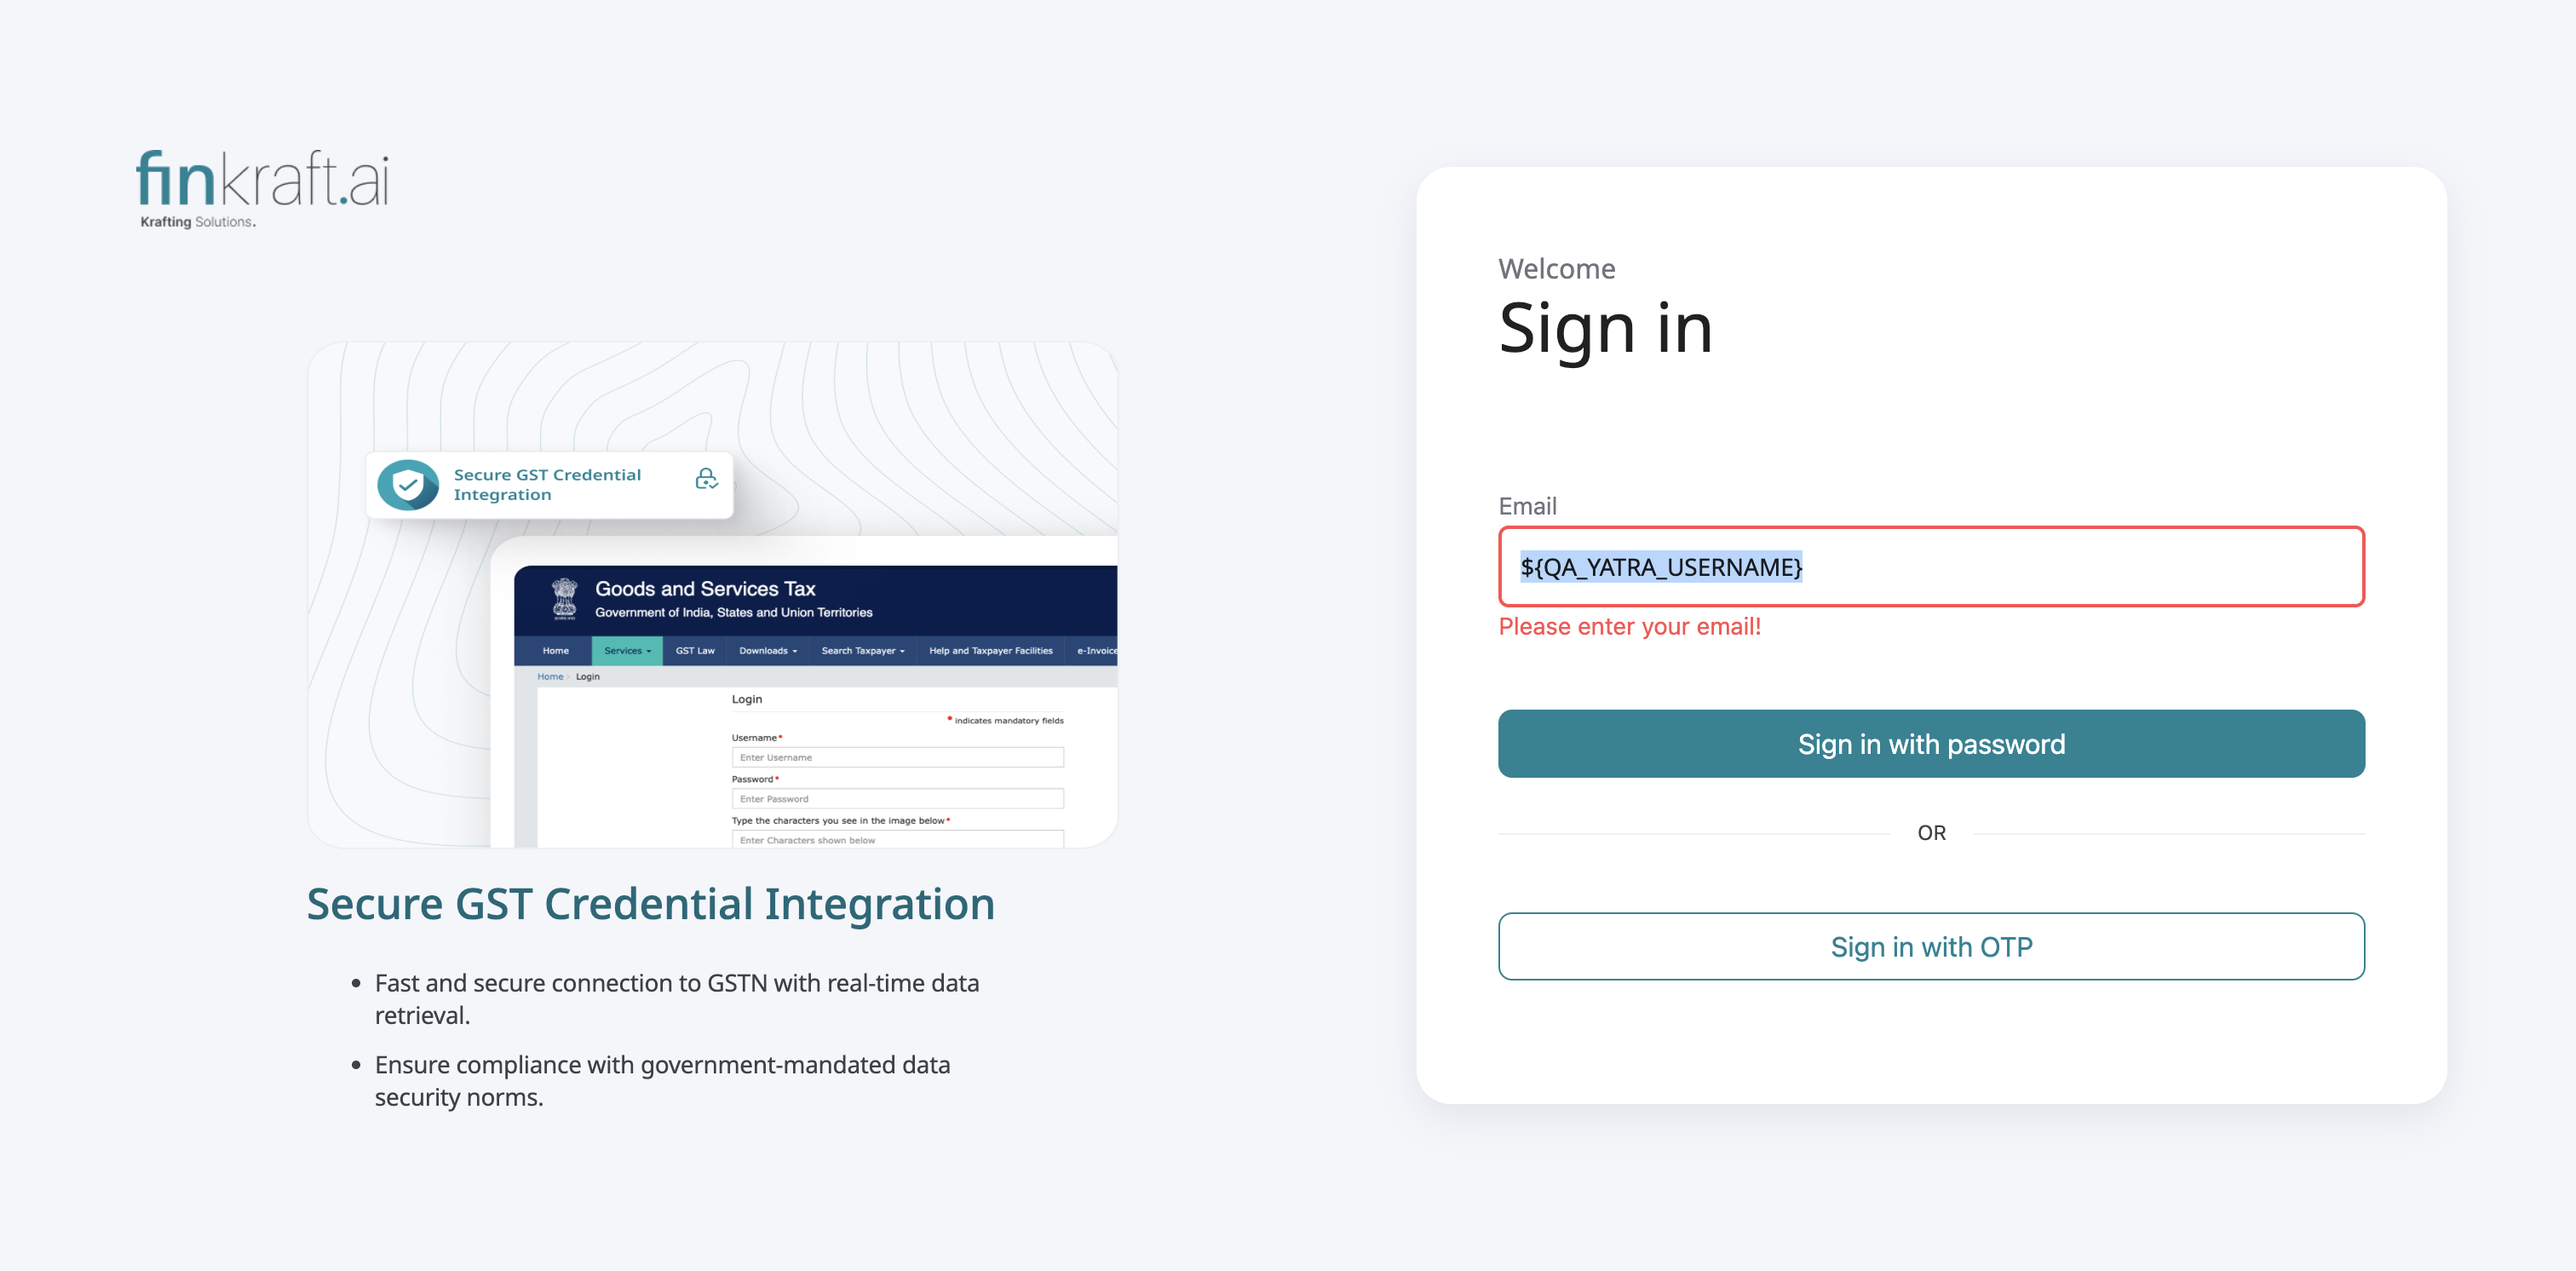 finkraft.ai
Krafting Solutions.
Secure GST Credential
Integration
Goods and Services Tax
Government of India, States and Union Territories
Home Services GST Law Downloads Search Taxpayer Help and Taxpayer Facilities e-Invoice
Home > Login
Login
* indicates mandatory fields
Username*
Enter Username
Password*
Enter Password
Type the characters you see in the image below*
Enter Characters shown below
Secure GST Credential Integration
• Fast and secure connection to GSTN with real-time data
retrieval.
• Ensure compliance with government-mandated data
security norms.
Welcome
Sign in
Email
${QA_YATRA_USERNAME}
Please enter your email!
Sign in with password
OR
Sign in with OTP